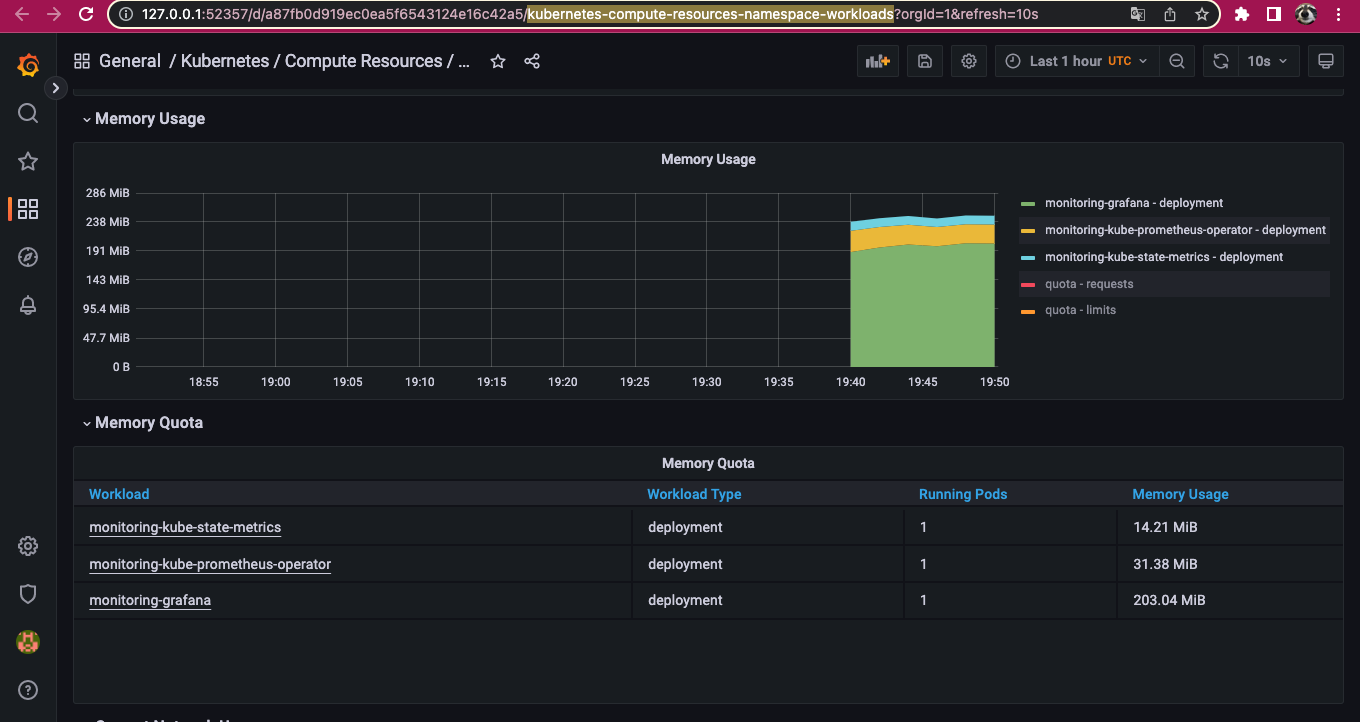 127.0.0.1:52357/d/a87fb0d919ec0ea5f6543124e16c42a5/kubernetes-compute-resources-namespace-workloads?orgId=1&refresh=10s
General / Kubernetes / Compute Resources / ...
Last 1 hour UTC
10s
Memory Usage
Memory Usage
286 MiB
238 MiB
191 MiB
143 MiB
95.4 MiB
47.7 MiB
0 B
18:55 19:00 19:05 19:10 19:15 19:20 19:25 19:30 19:35 19:40 19:45 19:50
monitoring-grafana - deployment
monitoring-kube-prometheus-operator - deployment
monitoring-kube-state-metrics - deployment
quota - requests
quota - limits
Memory Quota
Memory Quota
Workload Workload Type Running Pods Memory Usage
monitoring-kube-state-metrics deployment 1 14.21 MiB
monitoring-kube-prometheus-operator deployment 1 31.38 MiB
monitoring-grafana deployment 1 203.04 MiB